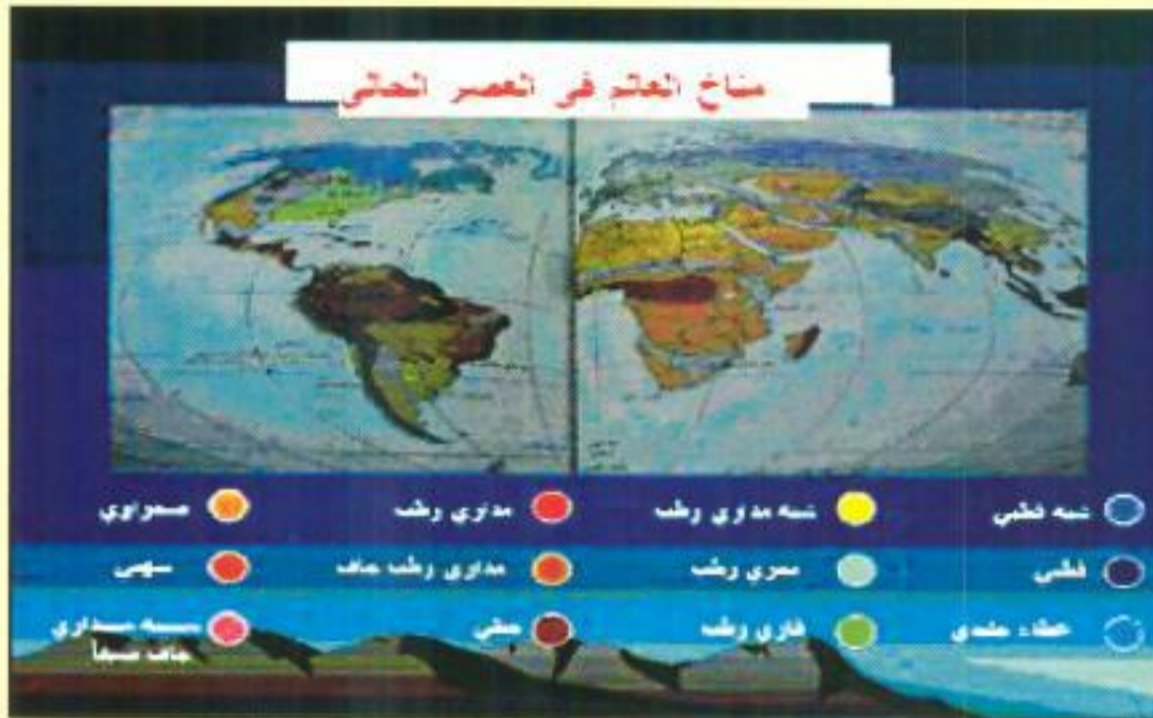 مناخ العالم في العصر الحالي
شبه قطبي
شبه مداري رطب
مداري رطب
صحراوي
قطبي
بحري رطب
مداري رطب جاف
سهبي
غطاء جليدي
قاري رطب
جبلي
شبه مداري
جاف صيفاً